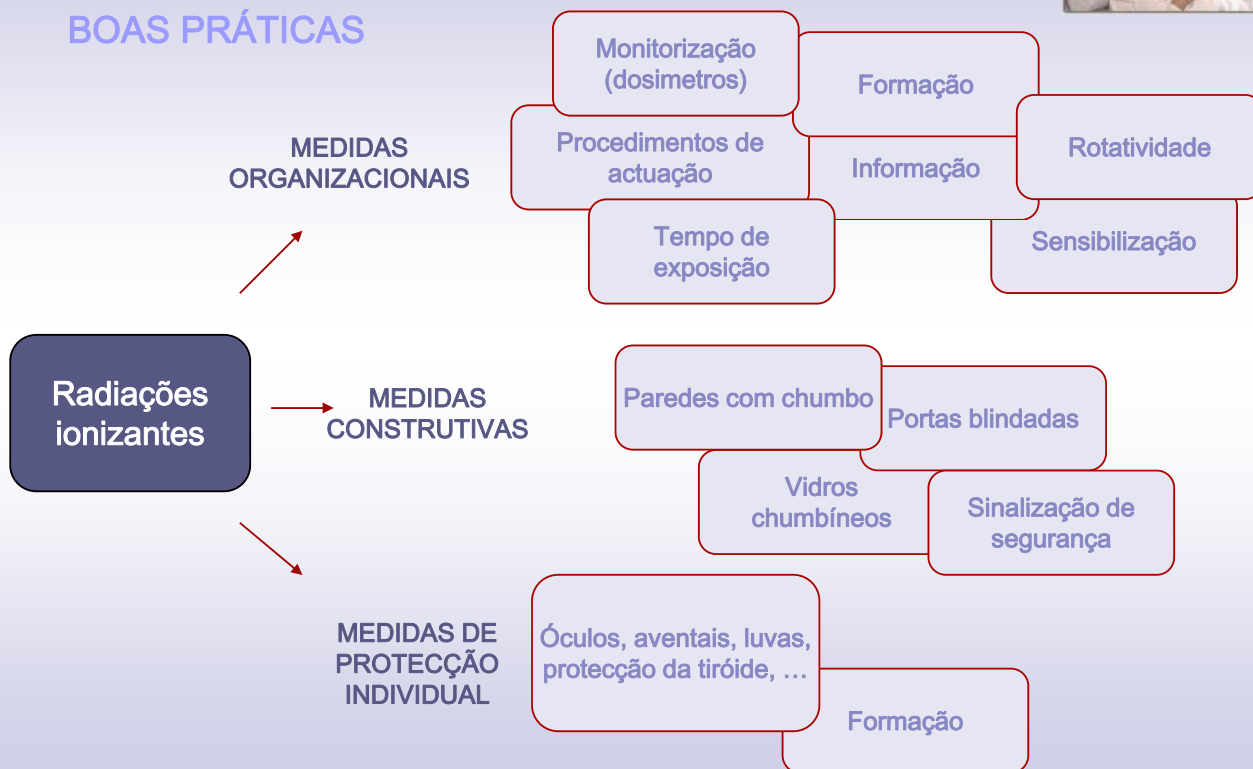 BOAS PRÁTICAS
MEDIDAS
ORGANIZACIONAIS
Monitorização
(dosimetros)
Formação
Procedimentos de
actuação
Informação
Rotatividade
Tempo de
exposição
Sensibilização
Radiações
ionizantes
MEDIDAS
CONSTRUTIVAS
Paredes com chumbo
Portas blindadas
Vidros
chumbíneos
Sinalização de
segurança
MEDIDAS DE
PROTECÇÃO
INDIVIDUAL
Óculos, aventais, luvas,
protecção da tiróide, …
Formação